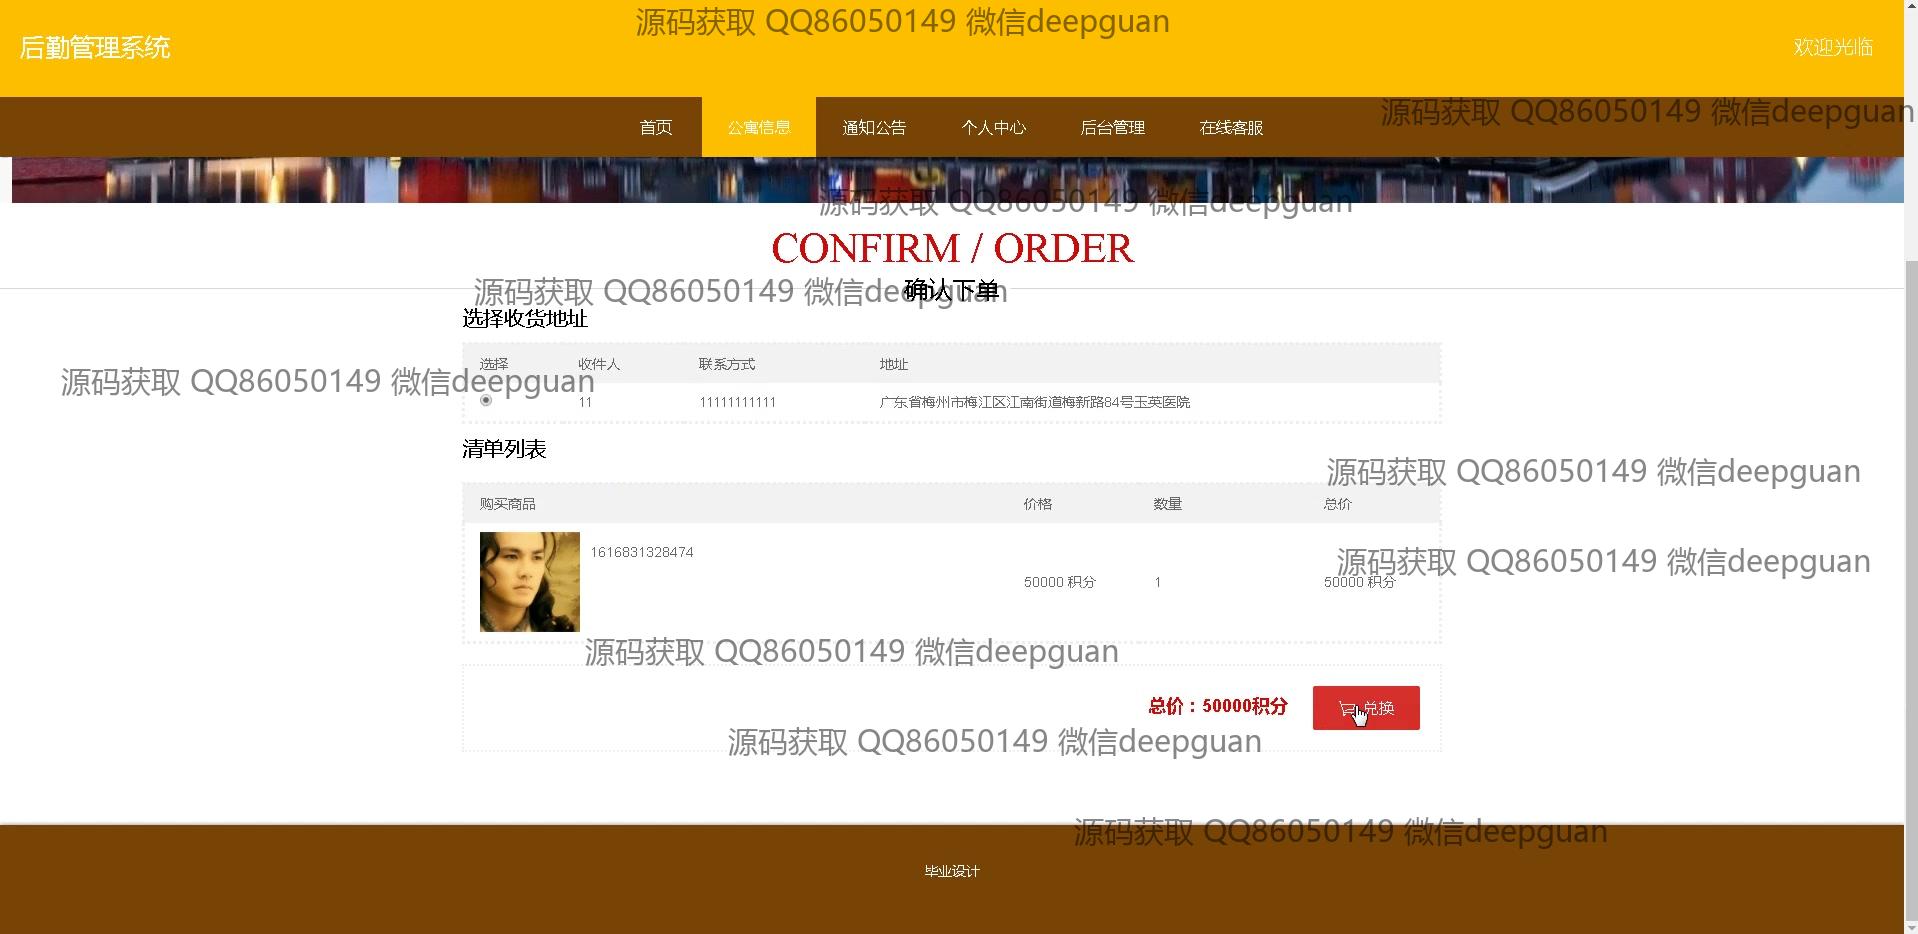 源码获取 QQ86050149 微信deepguan
后勤管理系统
欢迎光临
首页 公寓信息 通知公告 个人中心 后台管理 在线客服
源码获取 QQ86050149 微信deepguan
源码获取 QQ86050149 微信deepguan
CONFIRM / ORDER
确认下单
源码获取 QQ86050149 微信deepguan
选择收货地址
选择 收件人 联系方式 地址
源码获取 QQ86050149 微信deepguan
11 11111111111 广东省梅州市梅江区江南街道梅新路84号玉英医院
清单列表
源码获取 QQ86050149 微信deepguan
购买商品 价格 数量 总价
1616831328474
源码获取 QQ86050149 微信deepguan
50000 积分 1 50000 积分
源码获取 QQ86050149 微信deepguan
总价：50000积分 兑换
源码获取 QQ86050149 微信deepguan
源码获取 QQ86050149 微信deepguan
毕业设计